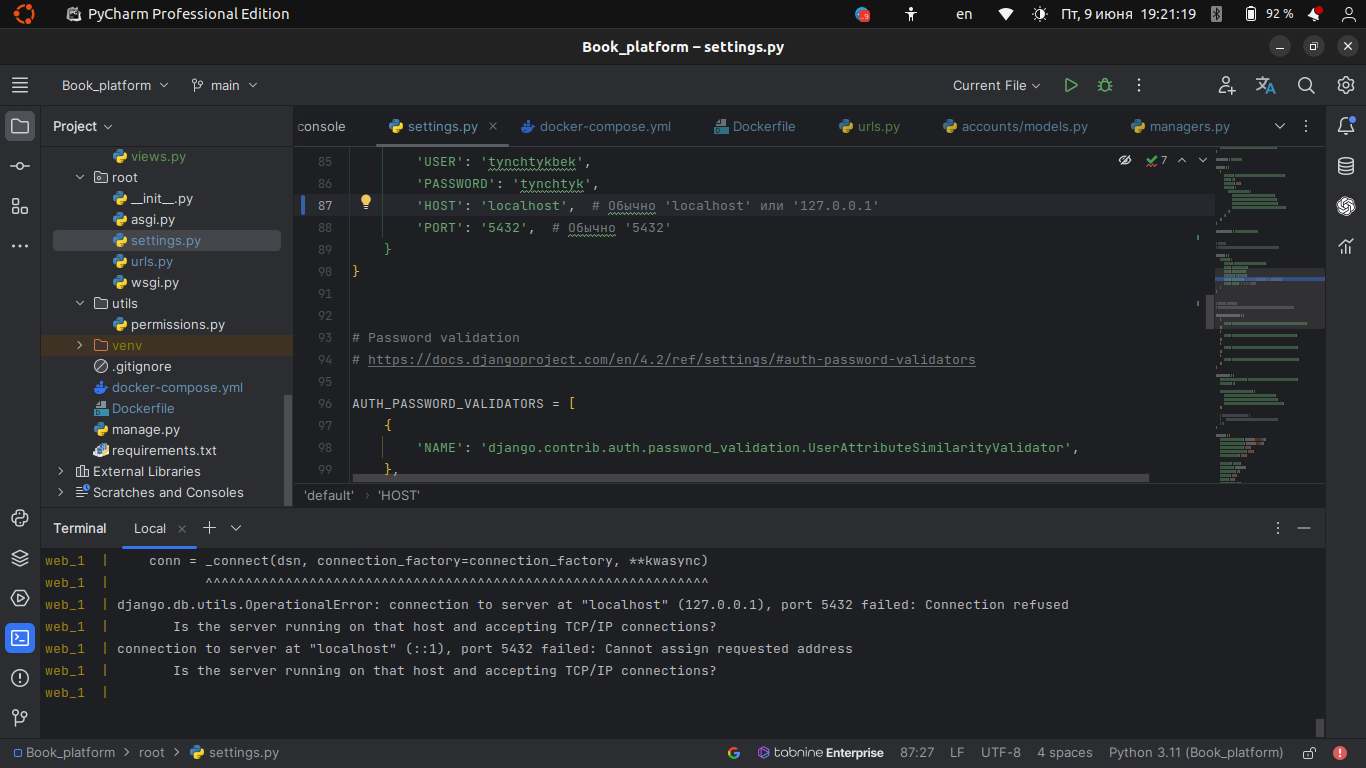 PyCharm Professional Edition
en
Пт, 9 июня 19:21:19
92 %
Book_platform – settings.py
Book_platform
main
Current File
Project
console
settings.py
docker-compose.yml
Dockerfile
urls.py
accounts/models.py
managers.py
views.py
root
__init__.py
asgi.py
settings.py
urls.py
wsgi.py
utils
permissions.py
venv
.gitignore
docker-compose.yml
Dockerfile
manage.py
requirements.txt
External Libraries
Scratches and Consoles
7
85 'USER': 'tynchtykbek',
86 'PASSWORD': 'tynchtyk',
87 'HOST': 'localhost', # Обычно 'localhost' или '127.0.0.1'
88 'PORT': '5432', # Обычно '5432'
89 }
90 }
91
92
93 # Password validation
94 # https://docs.djangoproject.com/en/4.2/ref/settings/#auth-password-validators
95
96 AUTH_PASSWORD_VALIDATORS = [
97 {
98 'NAME': 'django.contrib.auth.password_validation.UserAttributeSimilarityValidator',
99 },
'default' › 'HOST'
Terminal
Local
web_1 | conn = _connect(dsn, connection_factory=connection_factory, **kwasync)
web_1 | ^^^^^^^^^^^^^^^^^^^^^^^^^^^^^^^^^^^^^^^^^^^^^^^^^^^^^^^^^^^^^^^
web_1 | django.db.utils.OperationalError: connection to server at "localhost" (127.0.0.1), port 5432 failed: Connection refused
web_1 | Is the server running on that host and accepting TCP/IP connections?
web_1 | connection to server at "localhost" (::1), port 5432 failed: Cannot assign requested address
web_1 | Is the server running on that host and accepting TCP/IP connections?
web_1 |
Book_platform › root › settings.py
tabnine Enterprise
87:27
LF
UTF-8
4 spaces
Python 3.11 (Book_platform)